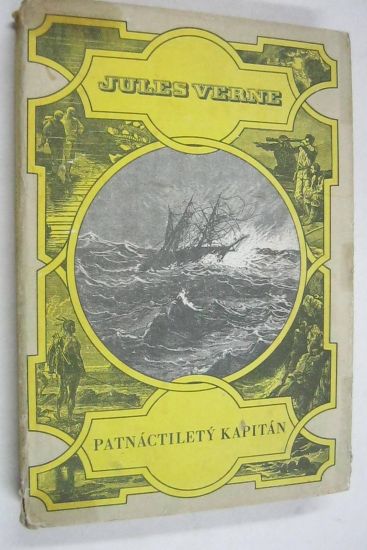 JULES VERNE
PATNÁCTILETÝ KAPITÁN